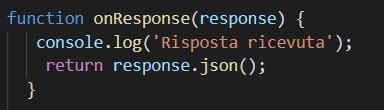 function onResponse(response) {
console.log('Risposta ricevuta');
return response.json();
}